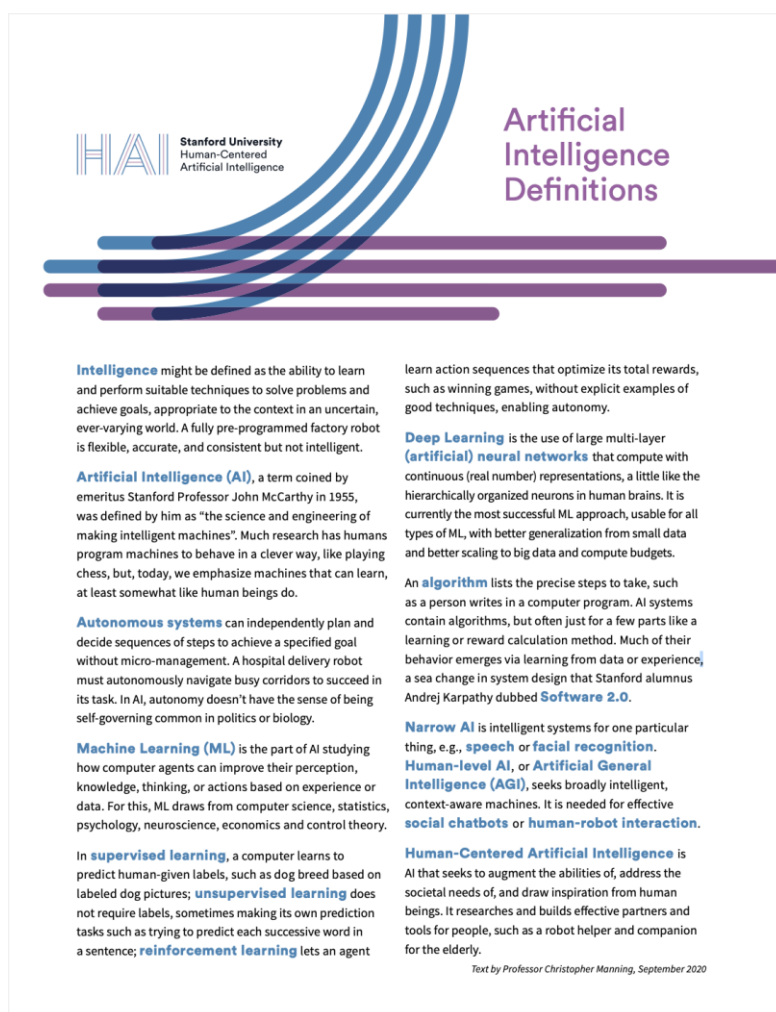 HAI
Stanford University
Human-Centered
Artificial Intelligence
Artificial
Intelligence
Definitions
Intelligence might be defined as the ability to learn
and perform suitable techniques to solve problems and
achieve goals, appropriate to the context in an uncertain,
ever-varying world. A fully pre-programmed factory robot
is flexible, accurate, and consistent but not intelligent.
Artificial Intelligence (AI), a term coined by
emeritus Stanford Professor John McCarthy in 1955,
was defined by him as “the science and engineering of
making intelligent machines”. Much research has humans
program machines to behave in a clever way, like playing
chess, but, today, we emphasize machines that can learn,
at least somewhat like human beings do.
Autonomous systems can independently plan and
decide sequences of steps to achieve a specified goal
without micro-management. A hospital delivery robot
must autonomously navigate busy corridors to succeed in
its task. In AI, autonomy doesn’t have the sense of being
self-governing common in politics or biology.
Machine Learning (ML) is the part of AI studying
how computer agents can improve their perception,
knowledge, thinking, or actions based on experience or
data. For this, ML draws from computer science, statistics,
psychology, neuroscience, economics and control theory.
In supervised learning, a computer learns to
predict human-given labels, such as dog breed based on
labeled dog pictures; unsupervised learning does
not require labels, sometimes making its own prediction
tasks such as trying to predict each successive word in
a sentence; reinforcement learning lets an agent
learn action sequences that optimize its total rewards,
such as winning games, without explicit examples of
good techniques, enabling autonomy.
Deep Learning is the use of large multi-layer
(artificial) neural networks that compute with
continuous (real number) representations, a little like the
hierarchically organized neurons in human brains. It is
currently the most successful ML approach, usable for all
types of ML, with better generalization from small data
and better scaling to big data and compute budgets.
An algorithm lists the precise steps to take, such
as a person writes in a computer program. AI systems
contain algorithms, but often just for a few parts like a
learning or reward calculation method. Much of their
behavior emerges via learning from data or experience,
a sea change in system design that Stanford alumnus
Andrej Karpathy dubbed Software 2.0.
Narrow AI is intelligent systems for one particular
thing, e.g., speech or facial recognition.
Human-level AI, or Artificial General
Intelligence (AGI), seeks broadly intelligent,
context-aware machines. It is needed for effective
social chatbots or human-robot interaction.
Human-Centered Artificial Intelligence is
AI that seeks to augment the abilities of, address the
societal needs of, and draw inspiration from human
beings. It researches and builds effective partners and
tools for people, such as a robot helper and companion
for the elderly.
Text by Professor Christopher Manning, September 2020